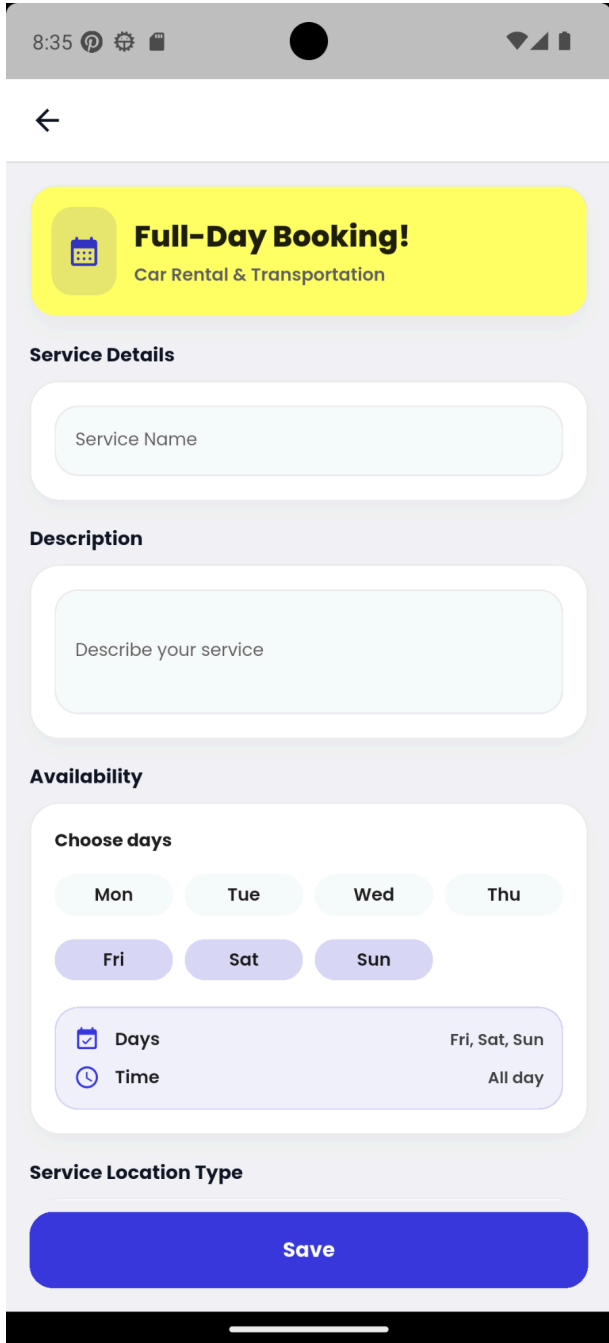 8:35
Full-Day Booking!
Car Rental & Transportation
Service Details
Service Name
Description
Describe your service
Availability
Choose days
Mon Tue Wed Thu
Fri Sat Sun
Days Fri, Sat, Sun
Time All day
Service Location Type
Save